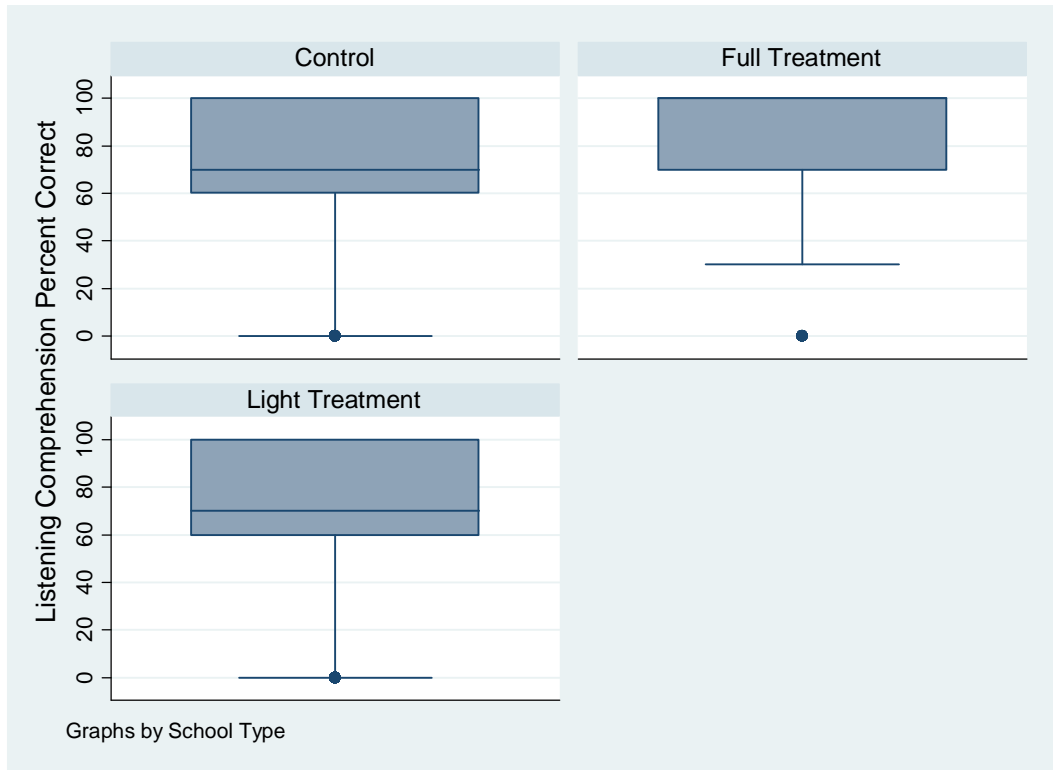 Control
Full Treatment
Listening Comprehension Percent Correct
100
80
60
40
20
0
Light Treatment
100
80
60
40
20
0
Graphs by School Type